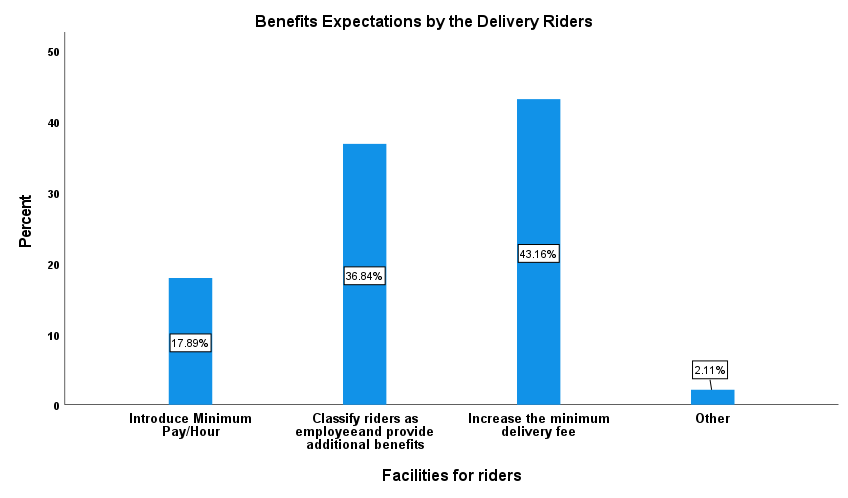 Benefits Expectations by the Delivery Riders
Percent
50
40
30
20
10
0
17.89%
36.84%
43.16%
2.11%
Introduce Minimum
Pay/Hour
Classify riders as
employeeand provide
additional benefits
Increase the minimum
delivery fee
Other
Facilities for riders